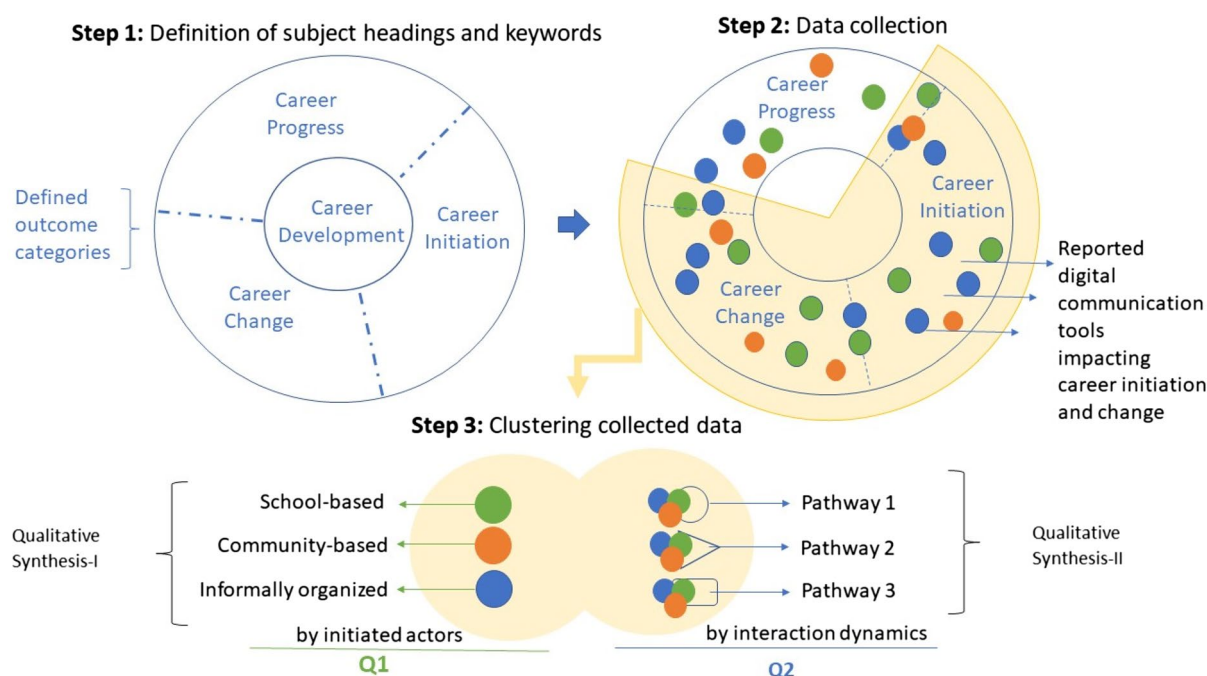 Step 1: Definition of subject headings and keywords
Career
Progress
Defined
outcome
categories
Career
Development
Career
Initiation
Career
Change
Step 2: Data collection
Career
Progress
Career
Initiation
Career
Change
Reported
digital
communication
tools
impacting
career initiation
and change
Step 3: Clustering collected data
Qualitative
Synthesis-I
School-based
Community-based
Informally organized
by initiated actors
Q1
Pathway 1
Pathway 2
Pathway 3
Qualitative
Synthesis-II
by interaction dynamics
Q2